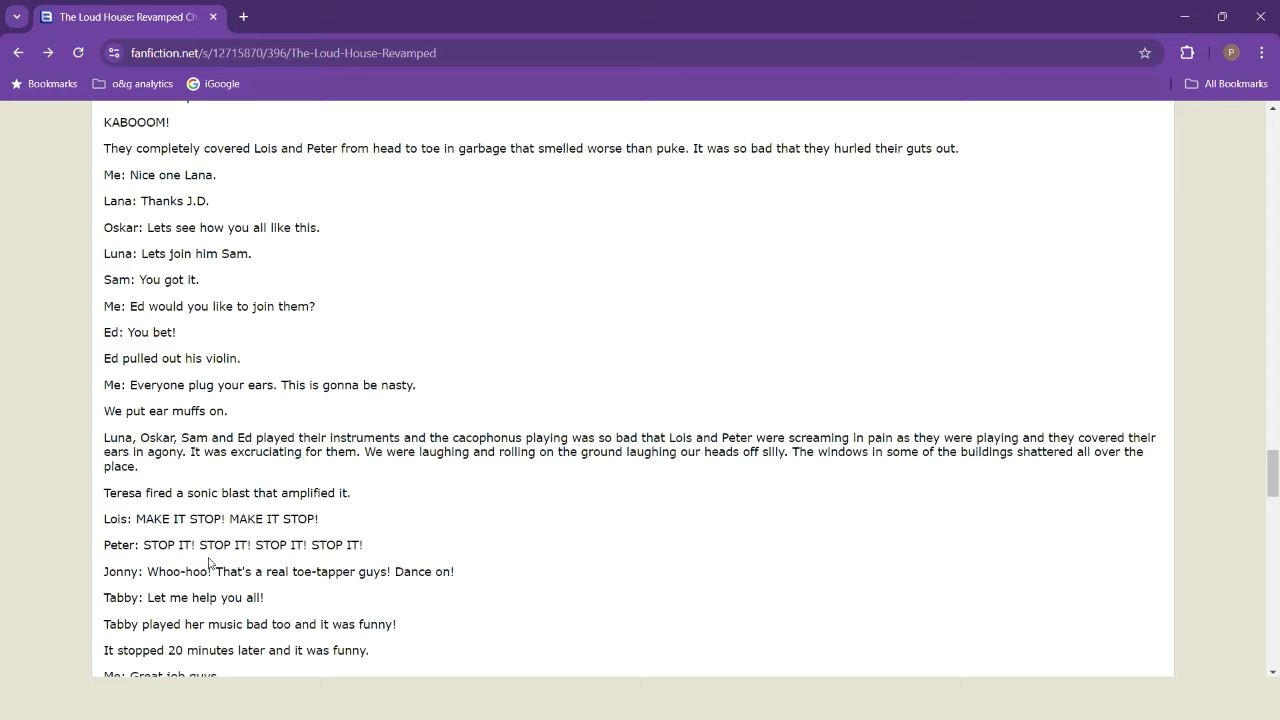 The Loud House: Revamped Ch
fanfiction.net/s/12715870/396/The-Loud-House-Revamped
P
Bookmarks
o&g analytics
iGoogle
All Bookmarks
KABOOOM!
They completely covered Lois and Peter from head to toe in garbage that smelled worse than puke. It was so bad that they hurled their guts out.
Me: Nice one Lana.
Lana: Thanks J.D.
Oskar: Lets see how you all like this.
Luna: Lets join him Sam.
Sam: You got it.
Me: Ed would you like to join them?
Ed: You bet!
Ed pulled out his violin.
Me: Everyone plug your ears. This is gonna be nasty.
We put ear muffs on.
Luna, Oskar, Sam and Ed played their instruments and the cacophonus playing was so bad that Lois and Peter were screaming in pain as they were playing and they covered their
ears in agony. It was excruciating for them. We were laughing and rolling on the ground laughing our heads off silly. The windows in some of the buildings shattered all over the
place.
Teresa fired a sonic blast that amplified it.
Lois: MAKE IT STOP! MAKE IT STOP!
Peter: STOP IT! STOP IT! STOP IT! STOP IT!
Jonny: Whoo-hoo! That's a real toe-tapper guys! Dance on!
Tabby: Let me help you all!
Tabby played her music bad too and it was funny!
It stopped 20 minutes later and it was funny.
Me: Great job guys.